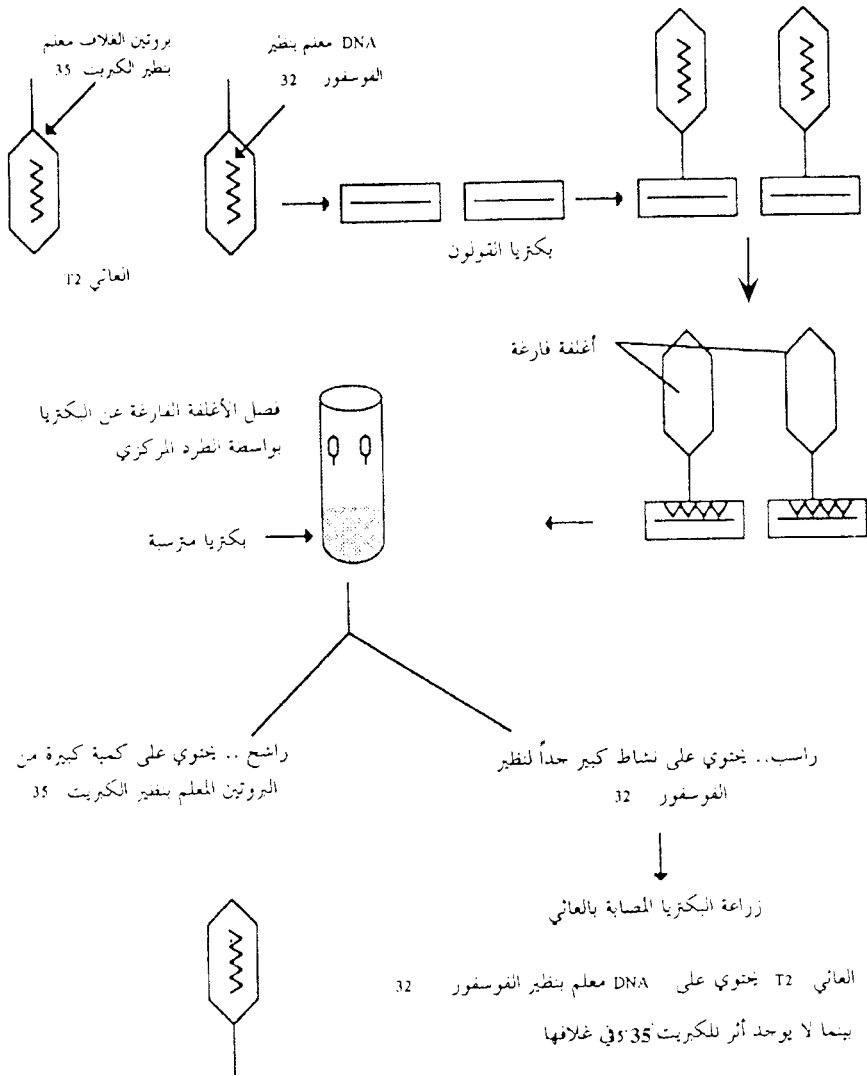 بروتين الغلاف معلم
بنظير الكبريت 35
DNA معلم بنظير
الفوسفور 32
العاثي T2
بكتريا القولون
أغلفة فارغة
فصل الأغلفة الفارغة عن البكتريا
بواسطة الطرد المركزي
بكتريا مترسبة
راسب.. يحتوي على نشاط كبير جداً لنظير
الفوسفور 32
راشح .. يحتوي على كمية كبيرة من
البروتين المعلم بنظير الكبريت 35
زراعة البكتريا المصابة بالعاثي
العاثي T2 يحتوي على DNA معلم بنظير الفوسفور 32
بينما لا يوجد أثر للكبريت 35 في غلافها